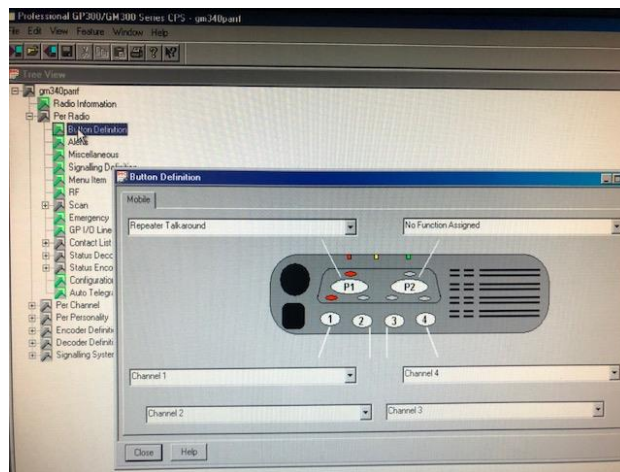 Professional GP300/GM300 Series CPS - gm340panf
File Edit View Feature Window Help
Tree View
gm340panf
Radio Information
Per Radio
Button Definition
Alerts
Miscellaneous
Signalling Definition
Menu Item
RF
Scan
Emergency
GP I/O Line
Contact List
Status Deco
Status Enco
Configuratio
Auto Telegra
Per Channel
Per Personality
Encoder Definiti
Decoder Definiti
Signalling System
Button Definition
Mobile
Repeater Talkaround
No Function Assigned
P1 P2
1 2 3 4
Channel 1
Channel 4
Channel 2
Channel 3
Close Help